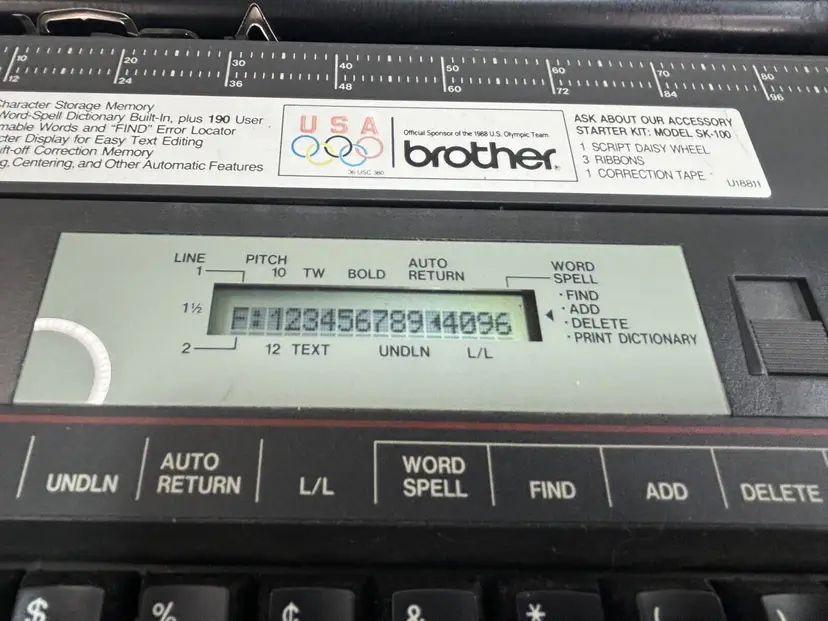 10 20 30 40 50 60 70 80
12 24 36 48 60 72 84 96
Character Storage Memory
Word-Spell Dictionary Built-In, plus 190 User
Words and "FIND" Error Locator
Display for Easy Text Editing
Correction Memory
Centering, and Other Automatic Features
USA
36 USC 380
Official Sponsor of the 1988 U.S. Olympic Team.
brother
ASK ABOUT OUR ACCESSORY
STARTER KIT: MODEL SK-100
1 SCRIPT DAISY WHEEL
3 RIBBONS
1 CORRECTION TAPE
U18811
LINE PITCH AUTO WORD
1 10 TW BOLD RETURN SPELL
1½
2 12 TEXT UNDLN L/L
F:123456789 4096
· FIND
· ADD
· DELETE
· PRINT DICTIONARY
UNDLN
AUTO
RETURN
L/L
WORD
SPELL
FIND
ADD
DELETE
$ % ¢ & * ( )